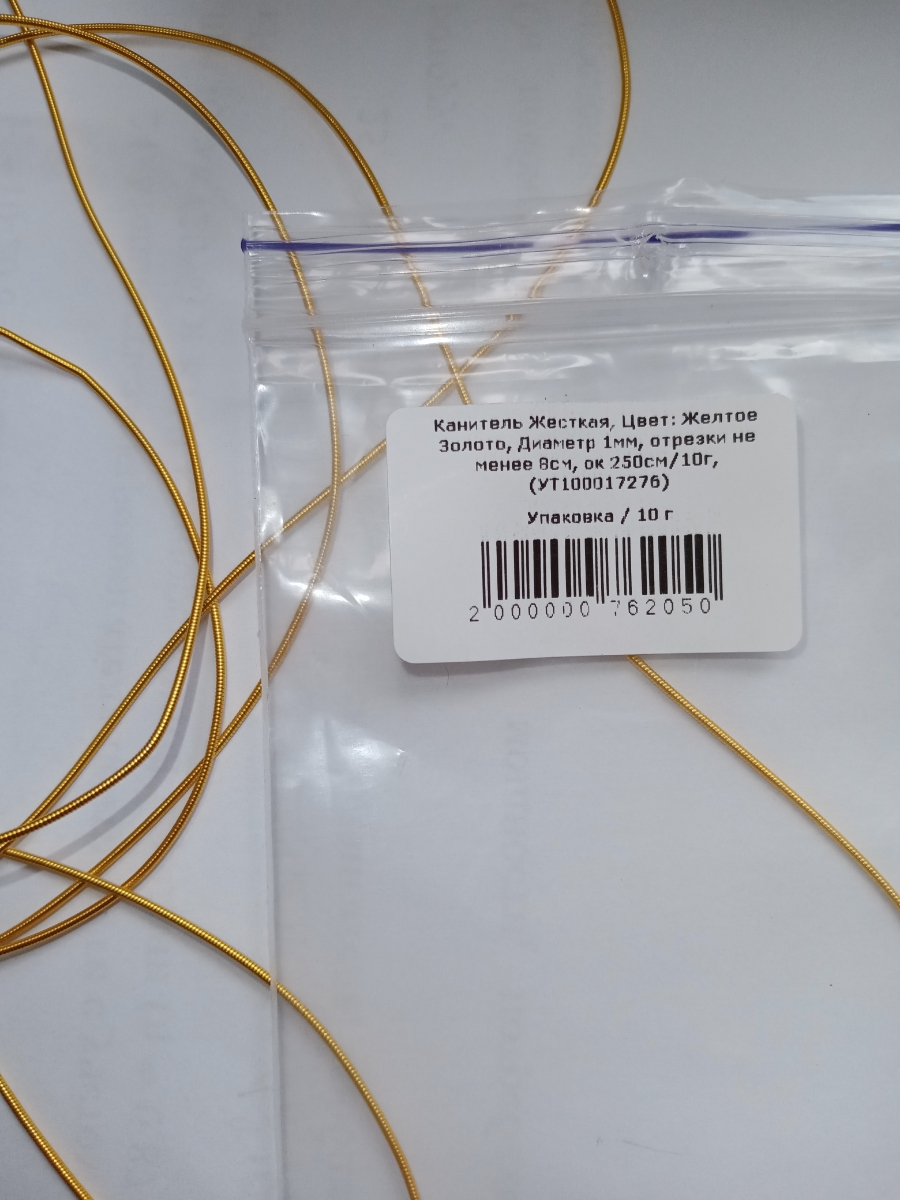 Канитель Жесткая, Цвет: Желтое
Золото, Диаметр 1мм, отрезки не
менее 8см, ок 250см/10г,
(УТ100017276)
Упаковка / 10 г
2 000000 762050